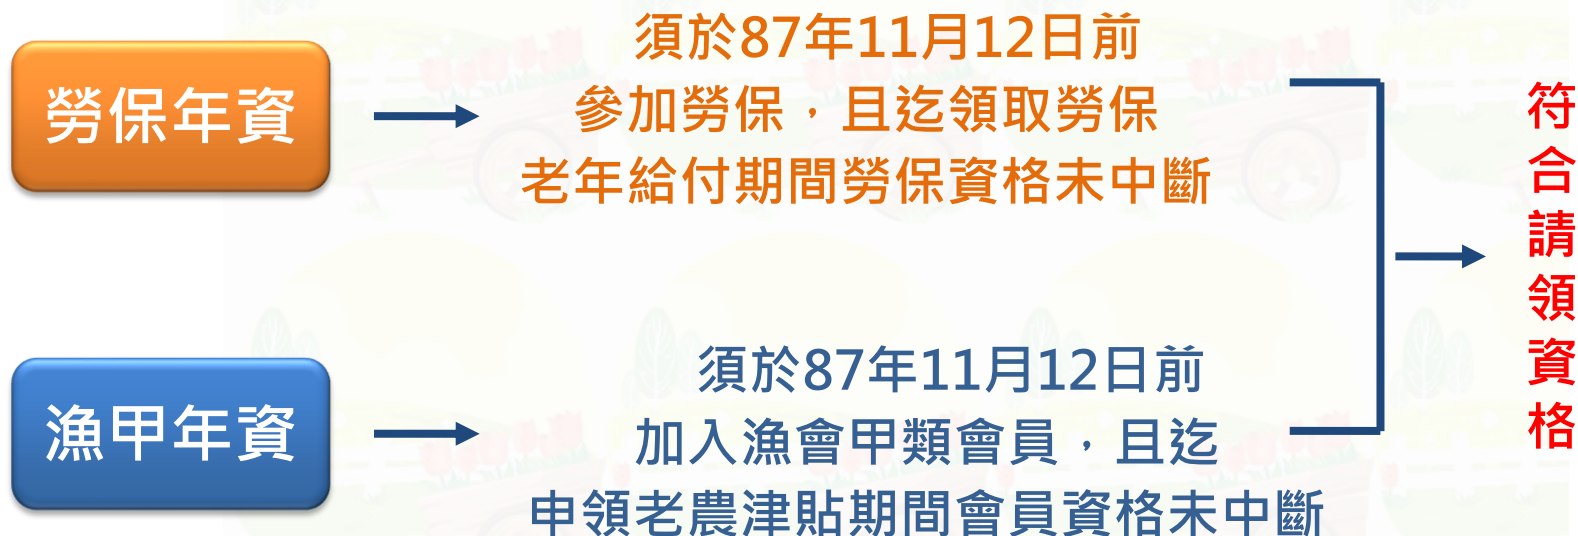 勞保年資
須於87年11月12日前
參加勞保，且迄領取勞保
老年給付期間勞保資格未中斷
漁甲年資
須於87年11月12日前
加入漁會甲類會員，且迄
申領老農津貼期間會員資格未中斷
符合請領資格